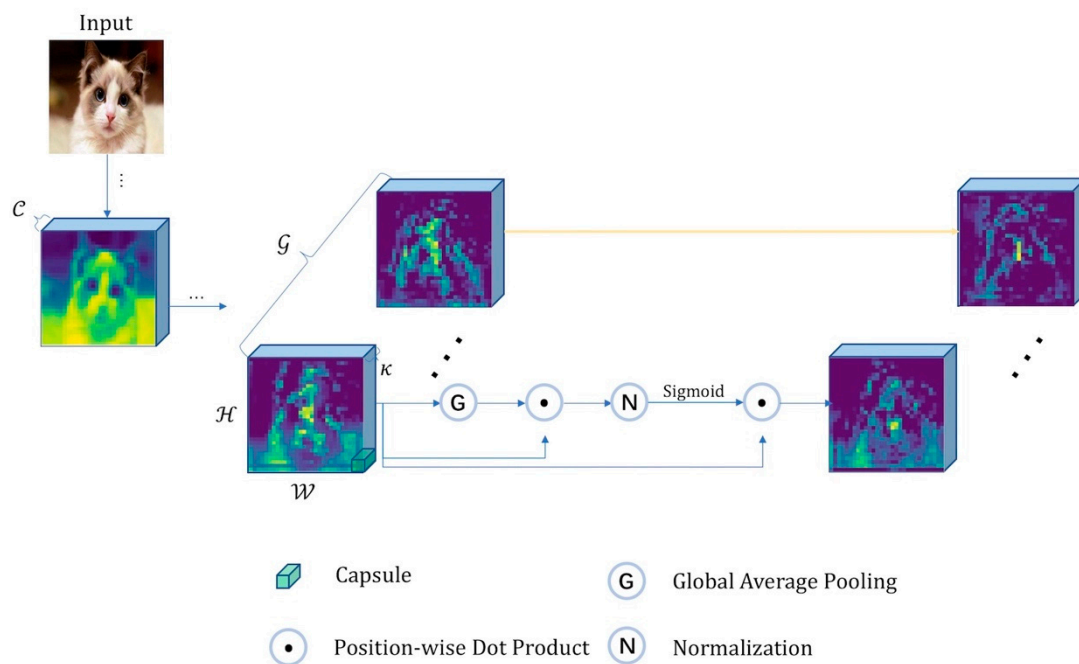 Input
⋮
𝒞
𝒢
...
κ
ℋ
G
N
Sigmoid
𝒲
Capsule
G
Global Average Pooling
Position-wise Dot Product
N
Normalization